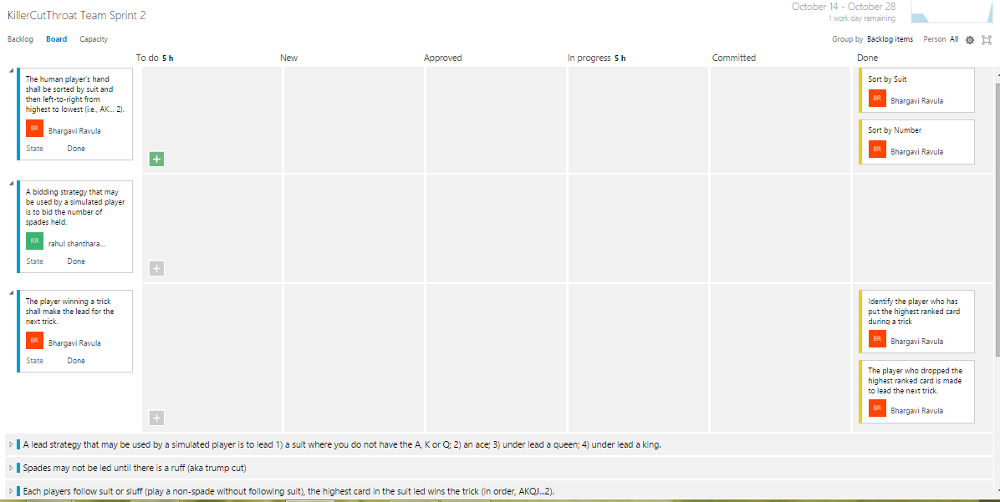 KillerCutThroat Team Sprint 2
October 14 - October 28
1 work day remaining
Backlog Board Capacity
Group by Backlog items Person All
To do 5 h New Approved In progress 5 h Committed Done
The human player's hand
shall be sorted by suit and
then left-to-right from
highest to lowest (i.e., AK... 2).
BR Bhargavi Ravula
State Done
Sort by Suit
BR Bhargavi Ravula
Sort by Number
BR Bhargavi Ravula
A bidding strategy that may
be used by a simulated player
is to bid the number of
spades held.
RR rahul shanthara...
State Done
The player winning a trick
shall make the lead for the
next trick.
BR Bhargavi Ravula
State Done
Identify the player who has
put the highest ranked card
during a trick
BR Bhargavi Ravula
The player who dropped the
highest ranked card is made
to lead the next trick.
BR Bhargavi Ravula
A lead strategy that may be used by a simulated player is to lead 1) a suit where you do not have the A, K or Q; 2) an ace; 3) under lead a queen; 4) under lead a king.
Spades may not be led until there is a ruff (aka trump cut)
Each players follow suit or sluff (play a non-spade without following suit), the highest card in the suit led wins the trick (in order, AKQJ...2).